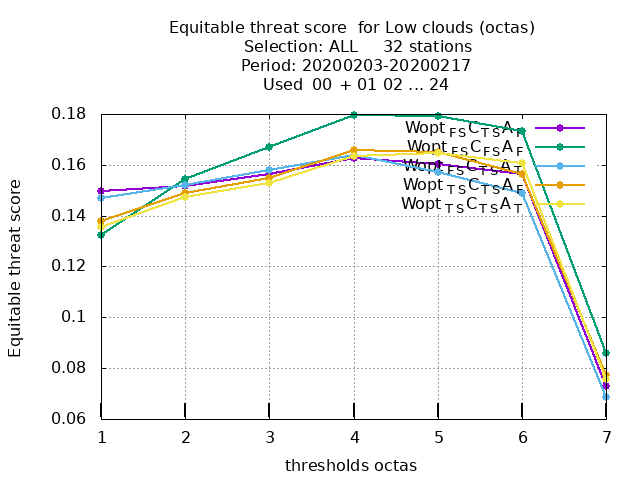 Equitable threat score  for Low clouds (octas)
Selection: ALL     32 stations
Period: 20200203-20200217
Used  00 + 01 02 ... 24
0.18
0.16
0.14
0.12
0.1
0.08
0.06
Equitable threat score
Wopt FS C TS A F
Wopt FS C FS A F
Wopt FS C TS A T
Wopt TS C TS A F
Wopt TS C TS A T
1 2 3 4 5 6 7
thresholds octas